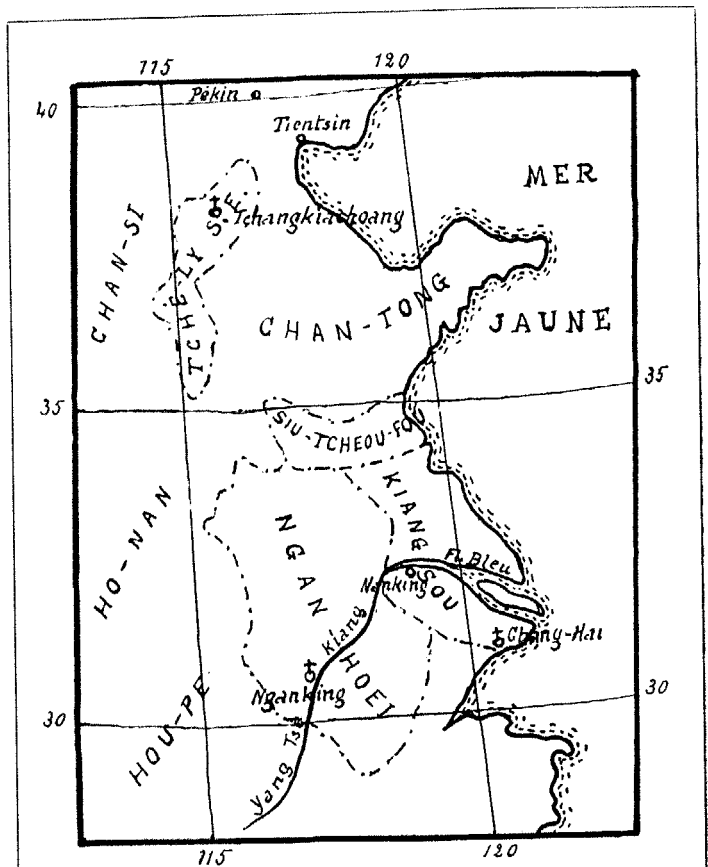 115
120
40
Pékin
Tientsin
MER
CHAN-SI
TCHE-LY S.E.
Tchangkiachoang
CHAN-TONG
JAUNE
35
35
SIU-TCHEOU-FOU
HO-NAN
NGAN HOEI
KIANG SOU
Fl. Bleu
Nanking
Chang-Hai
Yang Tsé Kiang
Nganking
HOU-PE
30
30
115
120